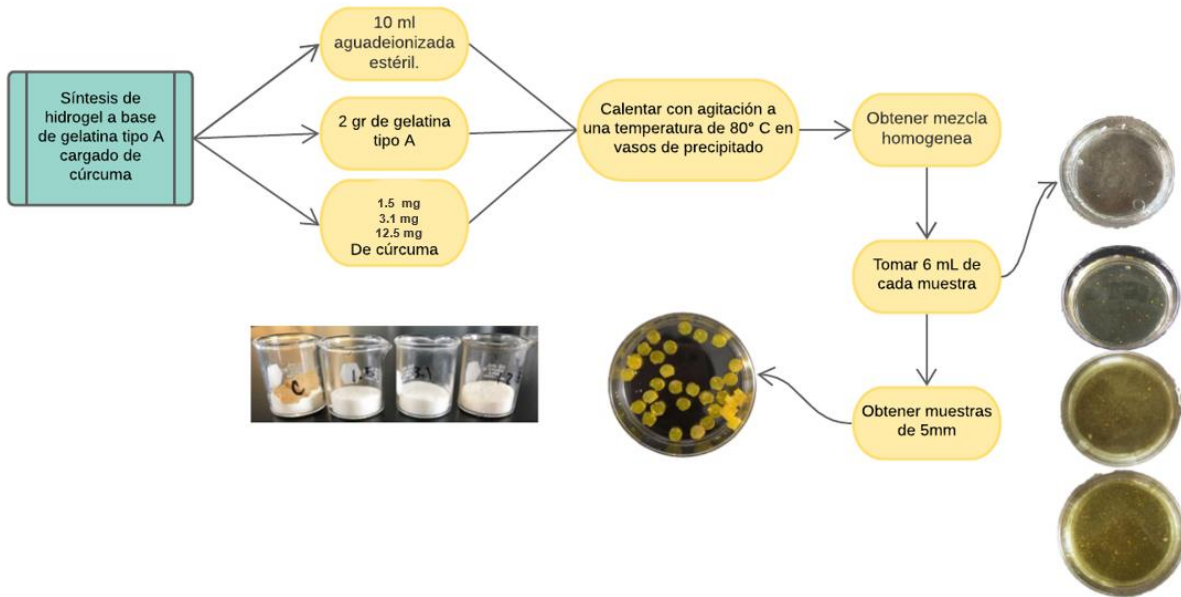 Síntesis de
hidrogel a base
de gelatina tipo A
cargado de
cúrcuma
10 ml
aguadeionizada
estéril.
2 gr de gelatina
tipo A
1.5 mg
3.1 mg
12.5 mg
De cúrcuma
Calentar con agitación a
una temperatura de 80° C en
vasos de precipitado
Obtener mezcla
homogenea
Tomar 6 mL de
cada muestra
Obtener muestras
de 5mm
C
1.5
3.1